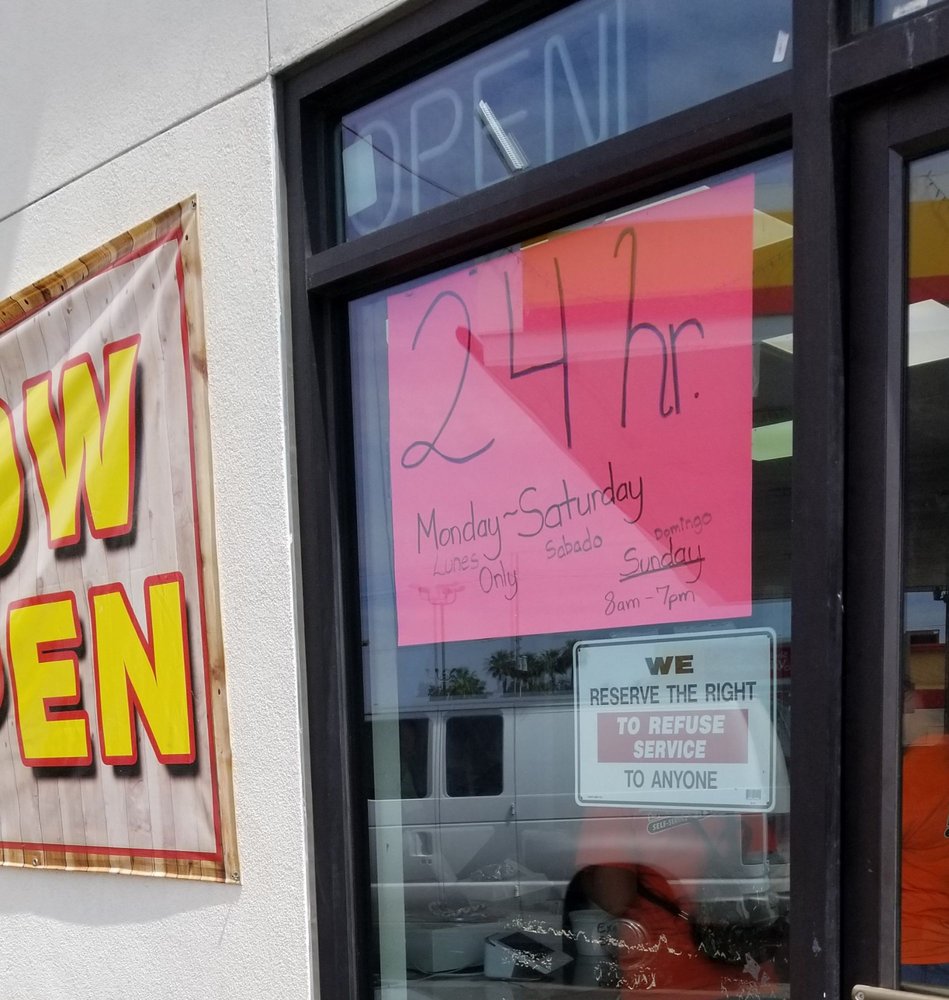 OPEN
OW
PEN
24 hr.
Monday~Saturday
Lunes Sabado
Only
Domingo
Sunday
8am-7pm
WE
RESERVE THE RIGHT
TO REFUSE
SERVICE
TO ANYONE